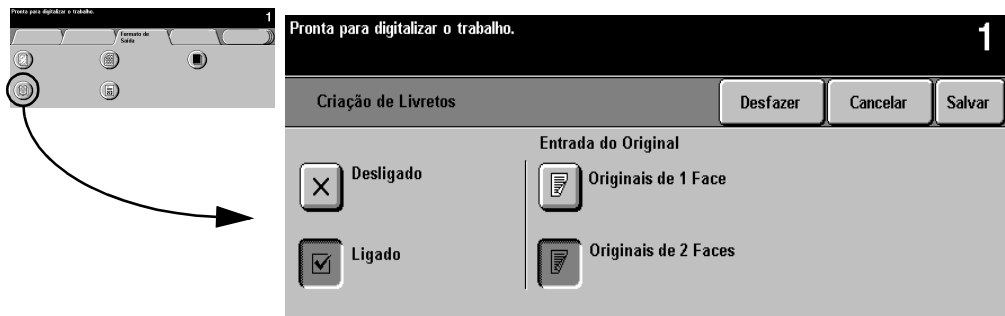 Pronta para digitalizar o trabalho.
1
Formato de
Saída
Pronta para digitalizar o trabalho.
1
Criação de Livretos
Desfazer
Cancelar
Salvar
Entrada do Original
Desligado
Originais de 1 Face
Ligado
Originais de 2 Faces